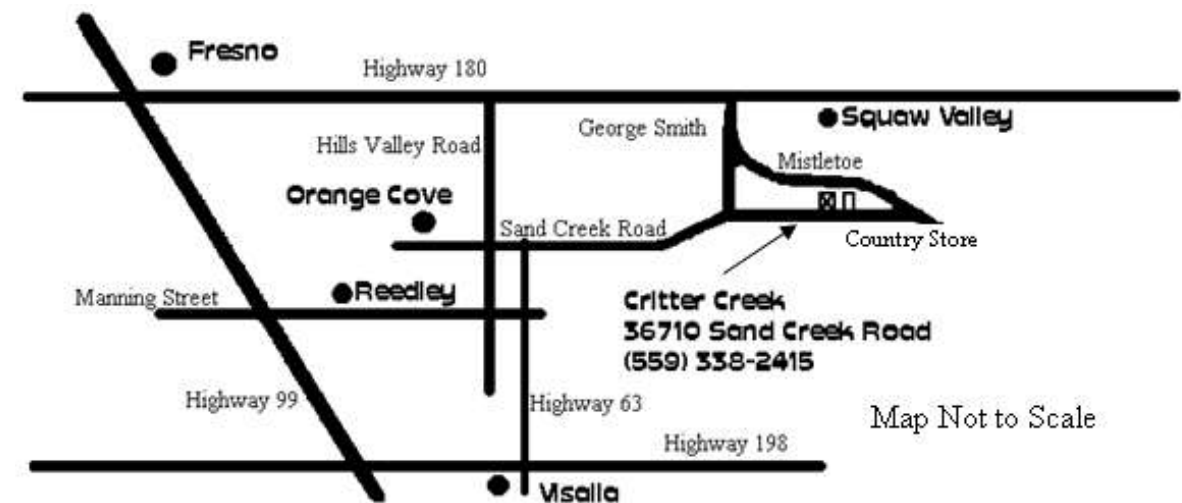 Fresno
Highway 180
Squaw Valley
George Smith
Hills Valley Road
Mistletoe
Orange Cove
Sand Creek Road
Country Store
Reedley
Manning Street
Critter Creek
36710 Sand Creek Road
(559) 338-2415
Highway 99
Highway 63
Map Not to Scale
Highway 198
Visalia